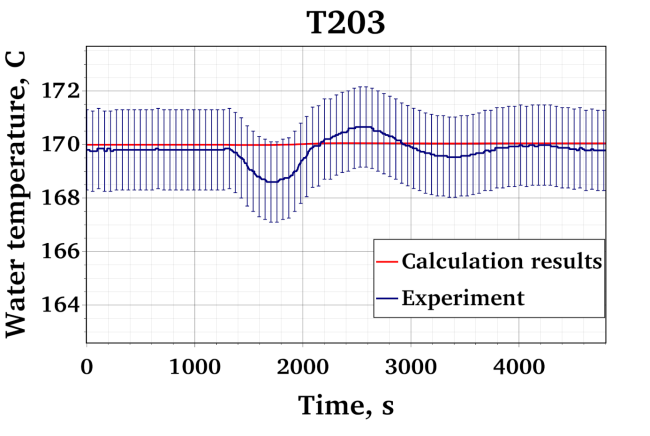 T203
Water temperature, C
172
170
168
166
164
Calculation results
Experiment
0 1000 2000 3000 4000
Time, s